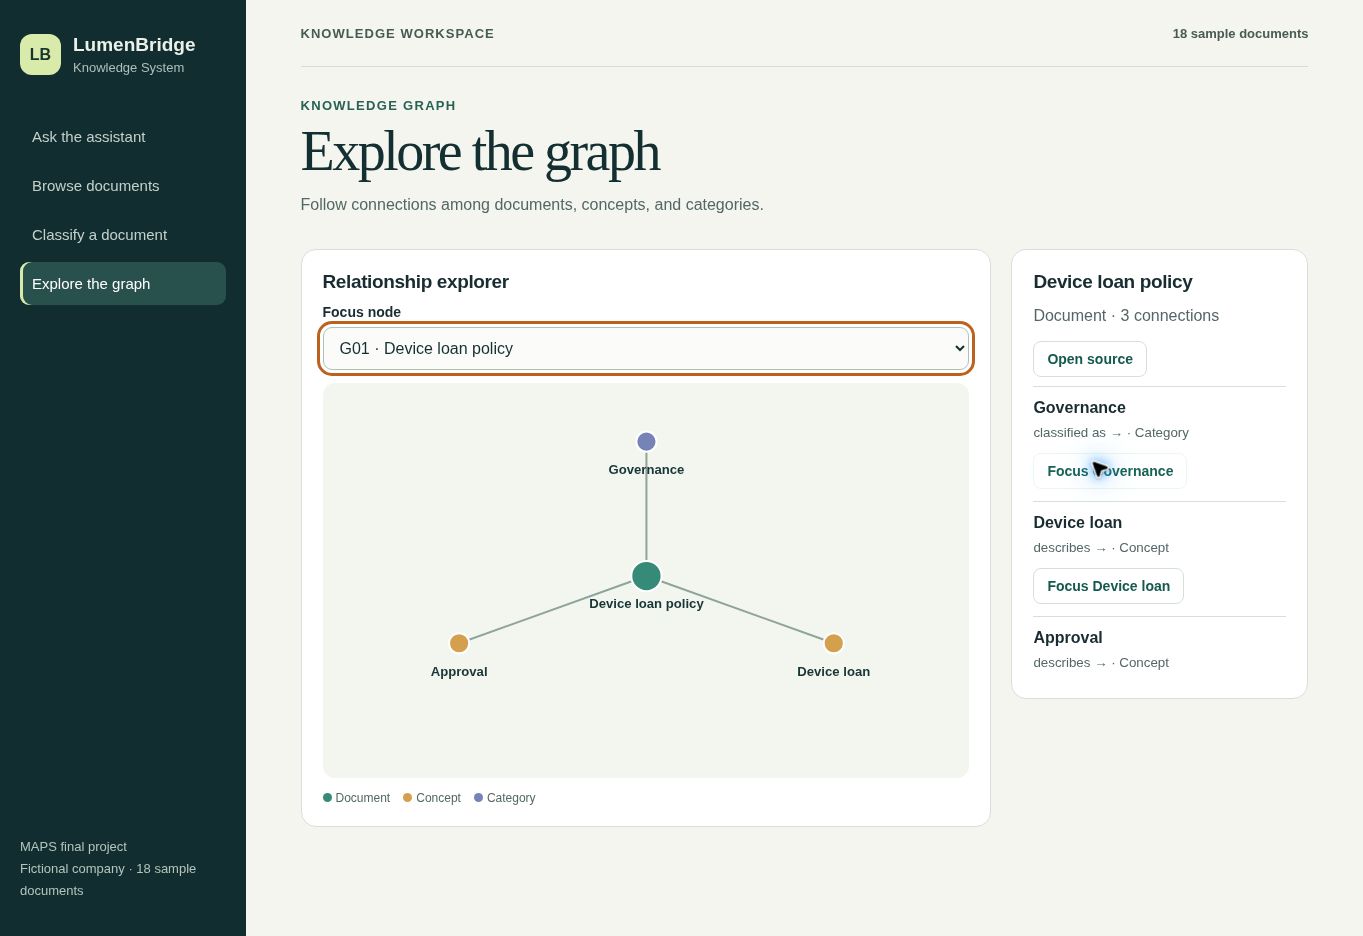 LB
LumenBridge
Knowledge System
Ask the assistant
Browse documents
Classify a document
Explore the graph
MAPS final project
Fictional company · 18 sample
documents
KNOWLEDGE WORKSPACE
18 sample documents
KNOWLEDGE GRAPH
Explore the graph
Follow connections among documents, concepts, and categories.
Relationship explorer
Focus node
G01 · Device loan policy
Governance
Device loan policy
Approval
Device loan
Document
Concept
Category
Device loan policy
Document · 3 connections
Open source
Governance
classified as → · Category
Focus Governance
Device loan
describes → · Concept
Focus Device loan
Approval
describes → · Concept